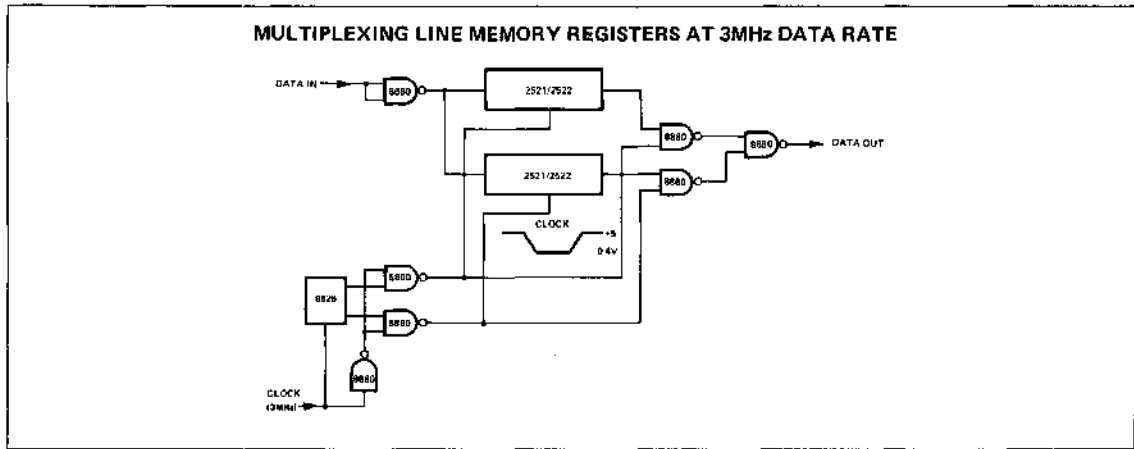 MULTIPLEXING LINE MEMORY REGISTERS AT 3MHz DATA RATE
DATA IN
8880
2521/2522
8880
8880
DATA OUT
2521/2522
8880
CLOCK
+5
0.4V
8880
8828
8880
8880
CLOCK
(3MHz)